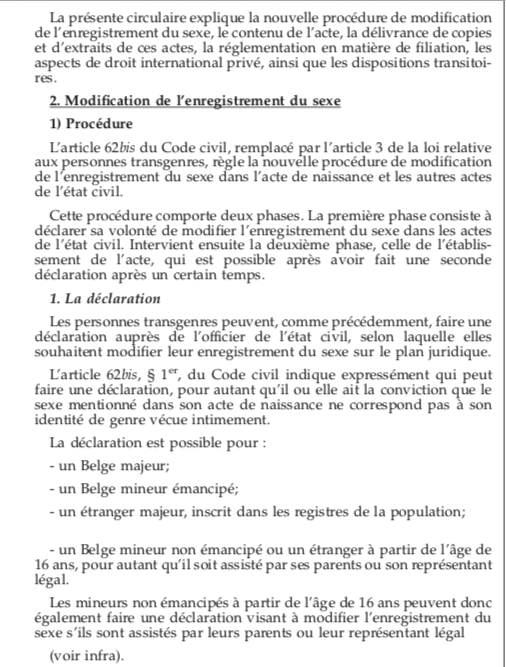 La présente circulaire explique la nouvelle procédure de modification
de l'enregistrement du sexe, le contenu de l'acte, la délivrance de copies
et d'extraits de ces actes, la réglementation en matière de filiation, les
aspects de droit international privé, ainsi que les dispositions transitoi-
res.
2. Modification de l'enregistrement du sexe
1) Procédure
L'article 62bis du Code civil, remplacé par l'article 3 de la loi relative
aux personnes transgenres, règle la nouvelle procédure de modification
de l'enregistrement du sexe dans l'acte de naissance et les autres actes
de l'état civil.
Cette procédure comporte deux phases. La première phase consiste à
déclarer sa volonté de modifier l'enregistrement du sexe dans les actes
de l'état civil. Intervient ensuite la deuxième phase, celle de l'établis-
sement de l'acte, qui est possible après avoir fait une seconde
déclaration après un certain temps.
1. La déclaration
Les personnes transgenres peuvent, comme précédemment, faire une
déclaration auprès de l'officier de l'état civil, selon laquelle elles
souhaitent modifier leur enregistrement du sexe sur le plan juridique.
L'article 62bis, § 1er, du Code civil indique expressément qui peut
faire une déclaration, pour autant qu'il ou elle ait la conviction que le
sexe mentionné dans son acte de naissance ne correspond pas à son
identité de genre vécue intimement.
La déclaration est possible pour :
- un Belge majeur;
- un Belge mineur émancipé;
- un étranger majeur, inscrit dans les registres de la population;
- un Belge mineur non émancipé ou un étranger à partir de l'âge de
16 ans, pour autant qu'il soit assisté par ses parents ou son représentant
légal.
Les mineurs non émancipés à partir de l'âge de 16 ans peuvent donc
également faire une déclaration visant à modifier l'enregistrement du
sexe s'ils sont assistés par leurs parents ou leur représentant légal
(voir infra).